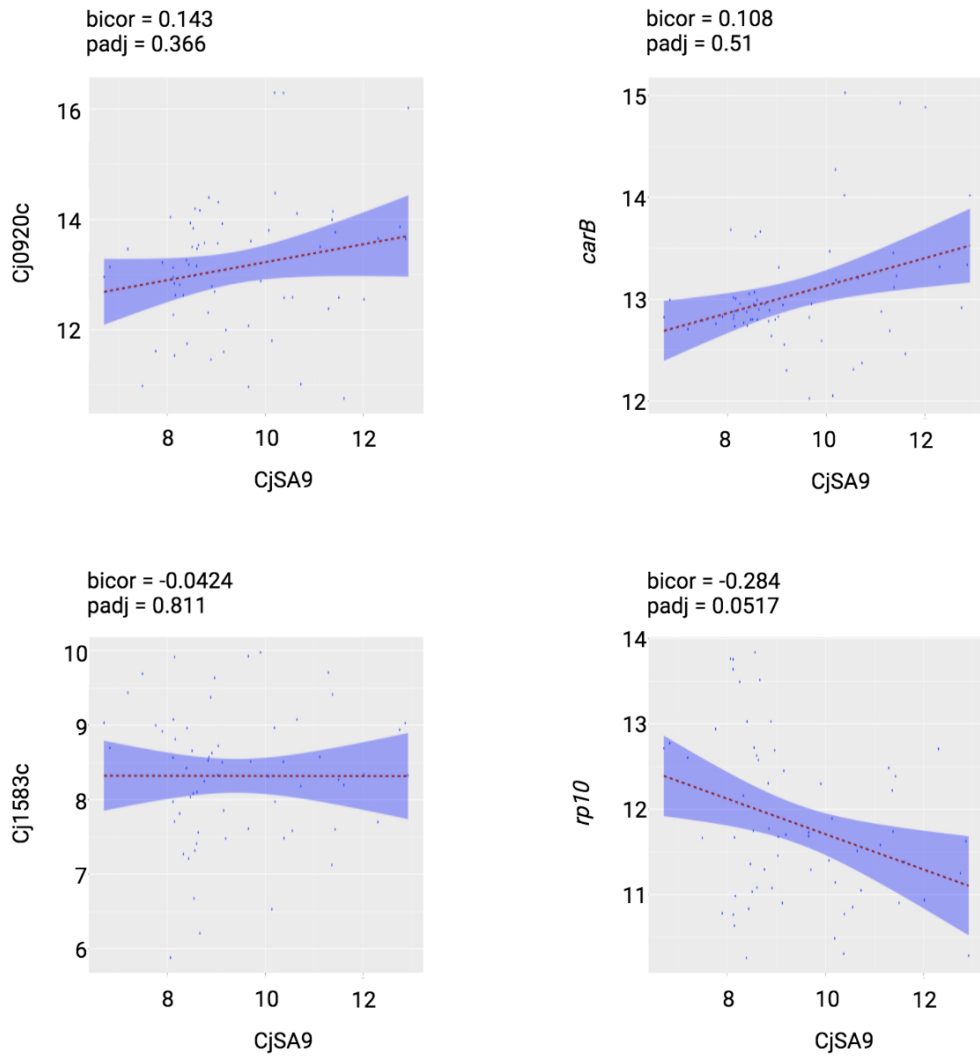 bicor = 0.143
padj = 0.366
Cj0920c
16
14
12
8 10 12
CjSA9
bicor = 0.108
padj = 0.51
carB
15
14
13
12
8 10 12
CjSA9
bicor = -0.0424
padj = 0.811
Cj1583c
10
9
8
7
6
8 10 12
CjSA9
bicor = -0.284
padj = 0.0517
rp10
14
13
12
11
8 10 12
CjSA9